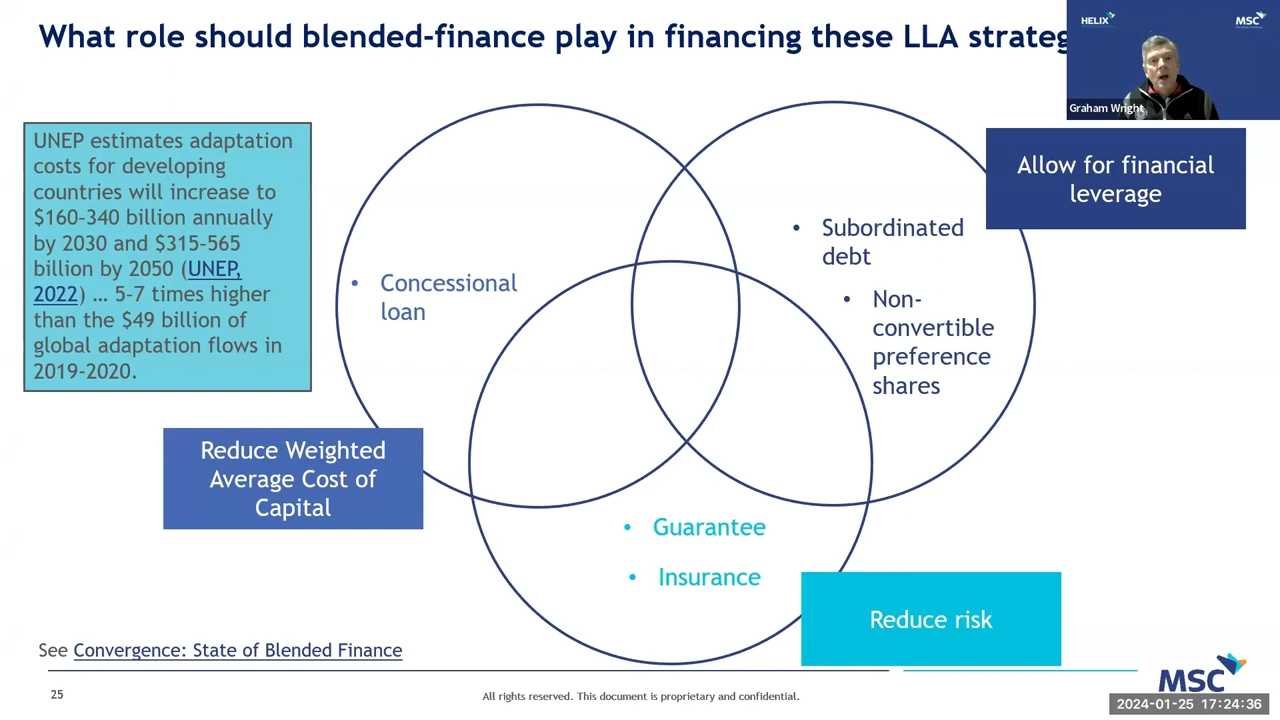 What role should blended-finance play in financing these LLA strateg
HELIX
MSC
Graham Wright
UNEP estimates adaptation
costs for developing
countries will increase to
$160-340 billion annually
by 2030 and $315-565
billion by 2050 (UNEP,
2022) … 5-7 times higher
than the $49 billion of
global adaptation flows in
2019-2020.
Allow for financial
leverage
• Subordinated
debt
• Non-
convertible
preference
shares
• Concessional
loan
Reduce Weighted
Average Cost of
Capital
• Guarantee
• Insurance
Reduce risk
See Convergence: State of Blended Finance
25
All rights reserved. This document is proprietary and confidential.
MSC
2024-01-25 17:24:36